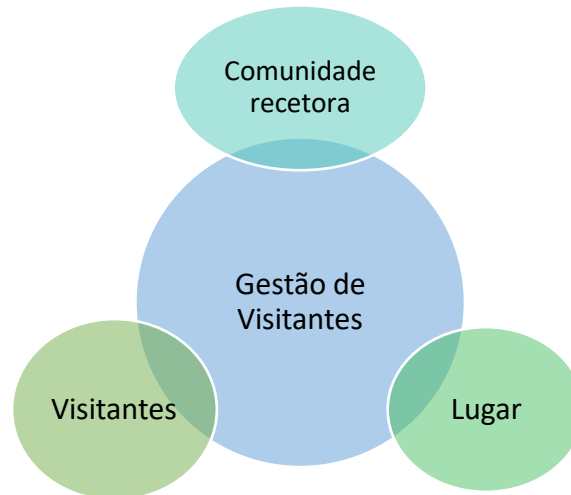 Comunidade
recetora
Gestão de
Visitantes
Visitantes
Lugar